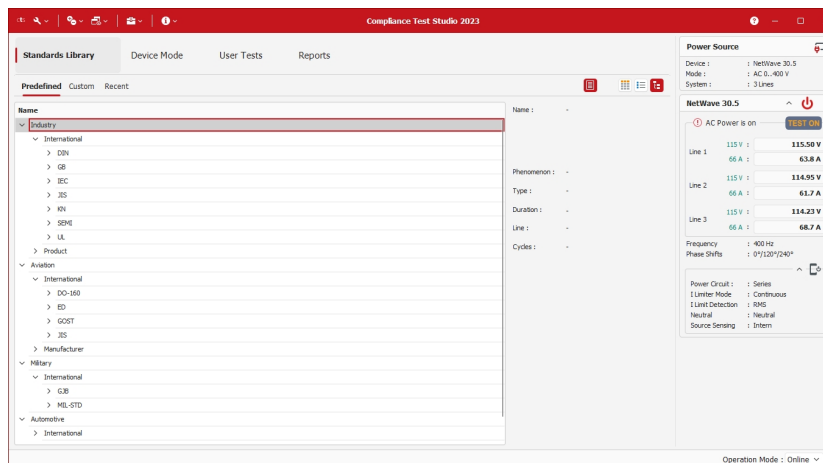 Compliance Test Studio 2023
Standards Library Device Mode User Tests Reports
Predefined Custom Recent
Name
Industry
International
DIN
GB
IEC
JIS
KN
SEMI
UL
Product
Aviation
International
DO-160
ED
GOST
JIS
Manufacturer
Military
International
GJB
MIL-STD
Automotive
International
Name : -
Phenomenon : -
Type : -
Duration : -
Line : -
Cycles : -
Power Source
Device : : NetWave 30.5
Mode : : AC 0..400 V
System : : 3 Lines
NetWave 30.5
AC Power is on TEST ON
Line 1
115 V : 115.50 V
66 A : 63.8 A
Line 2
115 V : 114.95 V
66 A : 61.7 A
Line 3
115 V : 114.23 V
66 A : 68.7 A
Frequency : 400 Hz
Phase Shifts : 0°/120°/240°
Power Circuit : : Series
I Limiter Mode : Continuous
I Limit Detection : RMS
Neutral : Neutral
Source Sensing : Intern
Operation Mode : Online